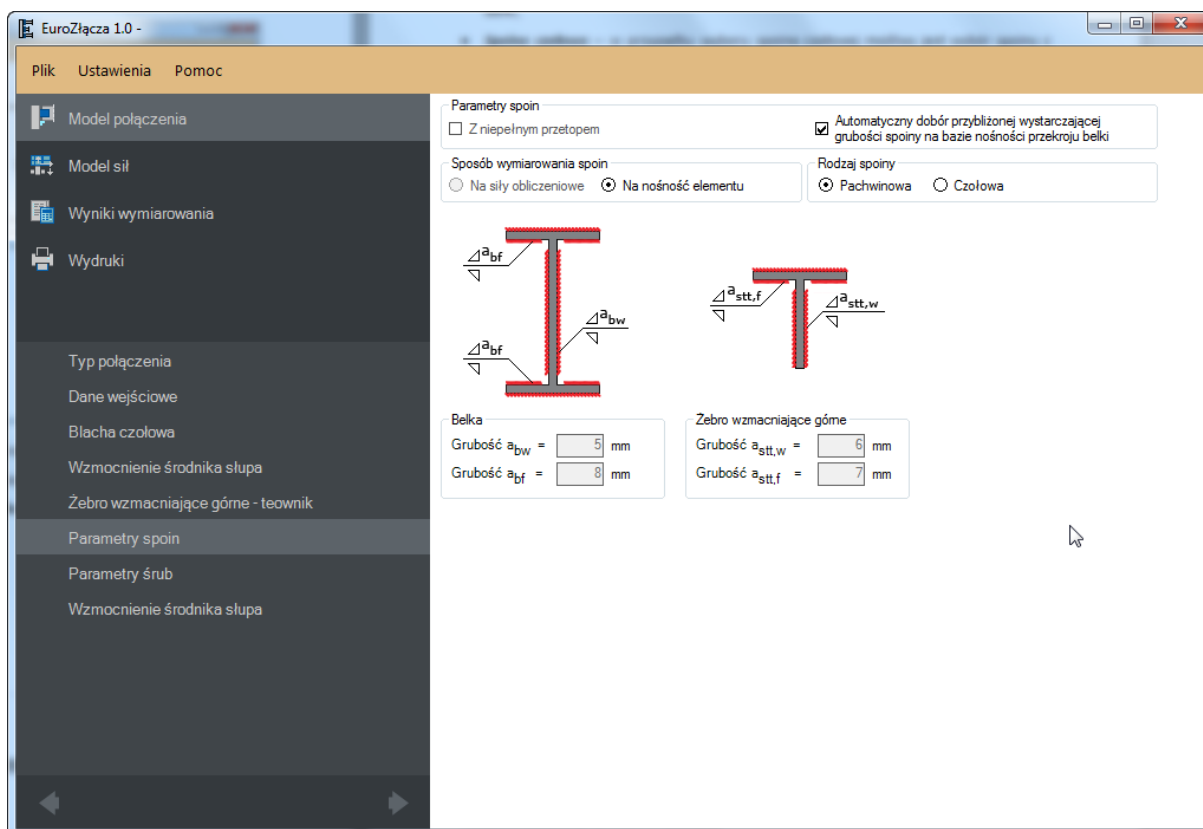 EuroZłącza 1.0 -
Plik Ustawienia Pomoc
Model połączenia
Model sił
Wyniki wymiarowania
Wydruki
Typ połączenia
Dane wejściowe
Blacha czołowa
Wzmocnienie środnika słupa
Żebro wzmacniające górne - teownik
Parametry spoin
Parametry śrub
Wzmocnienie środnika słupa
Parametry spoin
Z niepełnym przetopem
Automatyczny dobór przybliżonej wystarczającej
grubości spoiny na bazie nośności przekroju belki
Sposób wymiarowania spoin
Na siły obliczeniowe Na nośność elementu
Rodzaj spoiny
Pachwinowa Czołowa
abf
abw
abf
astt,f
astt,w
Belka
Grubość abw = 5 mm
Grubość abf = 8 mm
Żebro wzmacniające górne
Grubość astt,w = 6 mm
Grubość astt,f = 7 mm